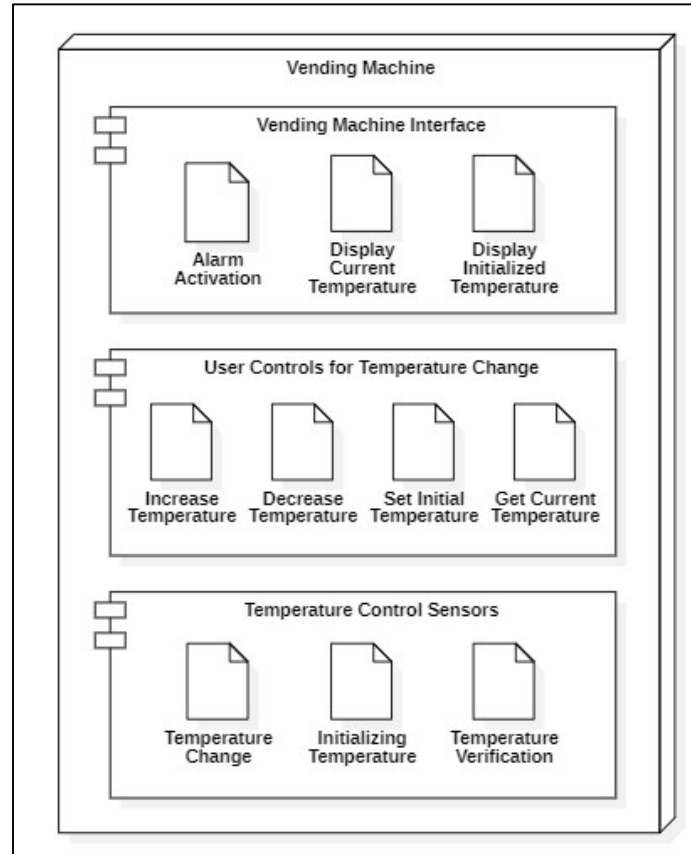 Vending Machine
Vending Machine Interface
Alarm
Activation
Display
Current
Temperature
Display
Initialized
Temperature
User Controls for Temperature Change
Increase
Temperature
Decrease
Temperature
Set Initial
Temperature
Get Current
Temperature
Temperature Control Sensors
Temperature
Change
Initializing
Temperature
Temperature
Verification